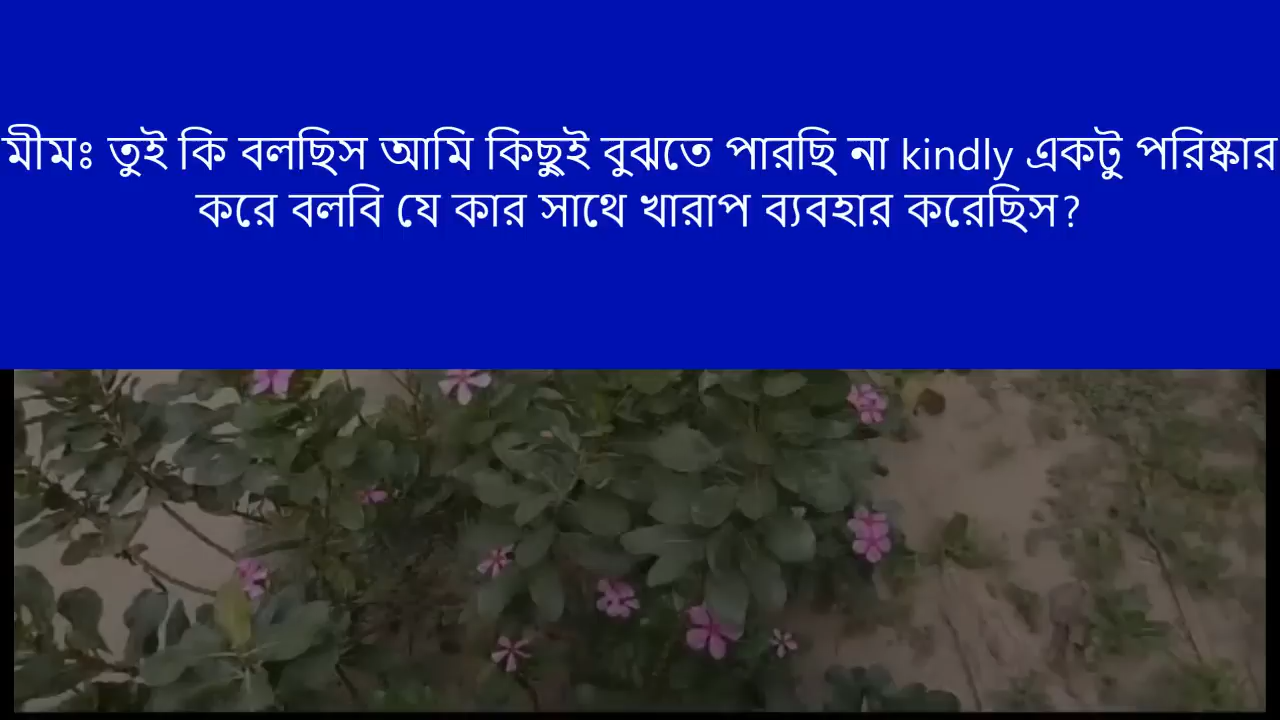 মীমঃ তুই কি বলছিস আমি কিছুই বুঝতে পারছি না kindly একটু পরিষ্কার
করে বলবি যে কার সাথে খারাপ ব্যবহার করেছিস?